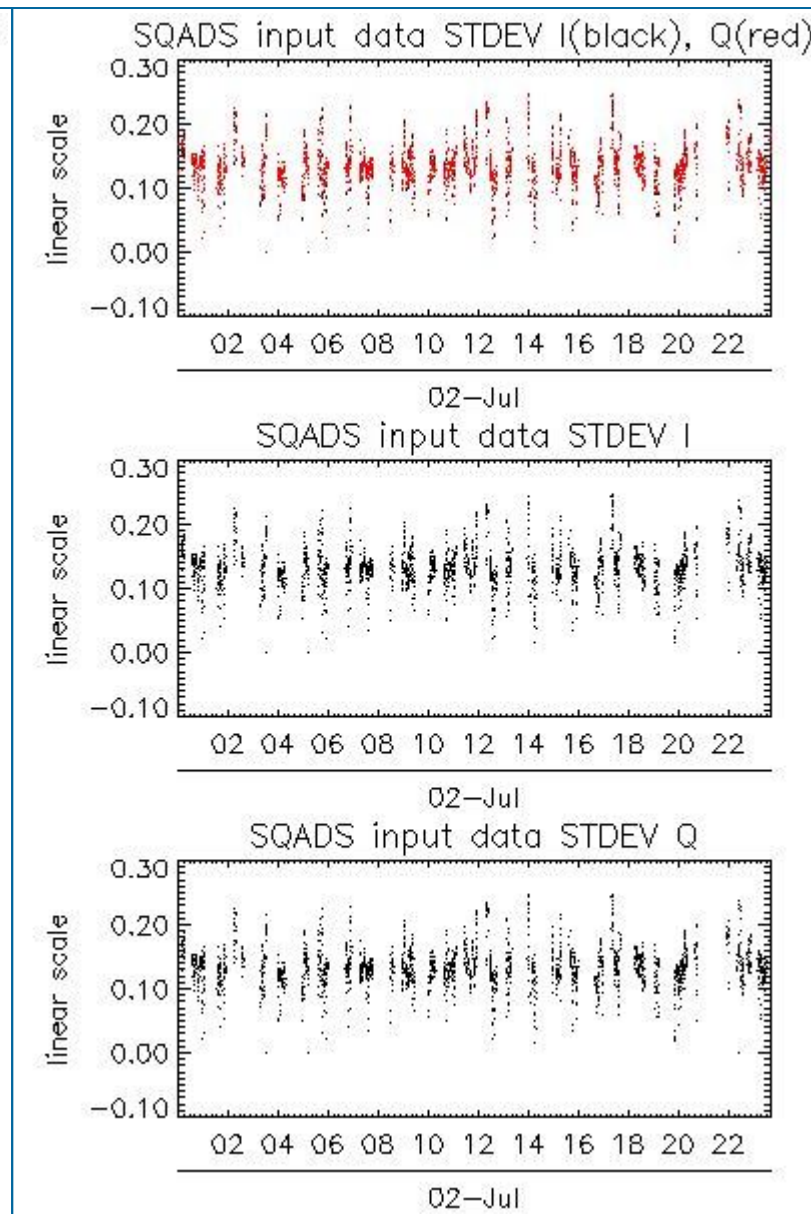 SQADS input data STDEV I(black), Q(red)
0.30
0.20
0.10
0.00
-0.10
linear scale
02 04 06 08 10 12 14 16 18 20 22
02-Jul
SQADS input data STDEV I
0.30
0.20
0.10
0.00
-0.10
linear scale
02 04 06 08 10 12 14 16 18 20 22
02-Jul
SQADS input data STDEV Q
0.30
0.20
0.10
0.00
-0.10
linear scale
02 04 06 08 10 12 14 16 18 20 22
02-Jul